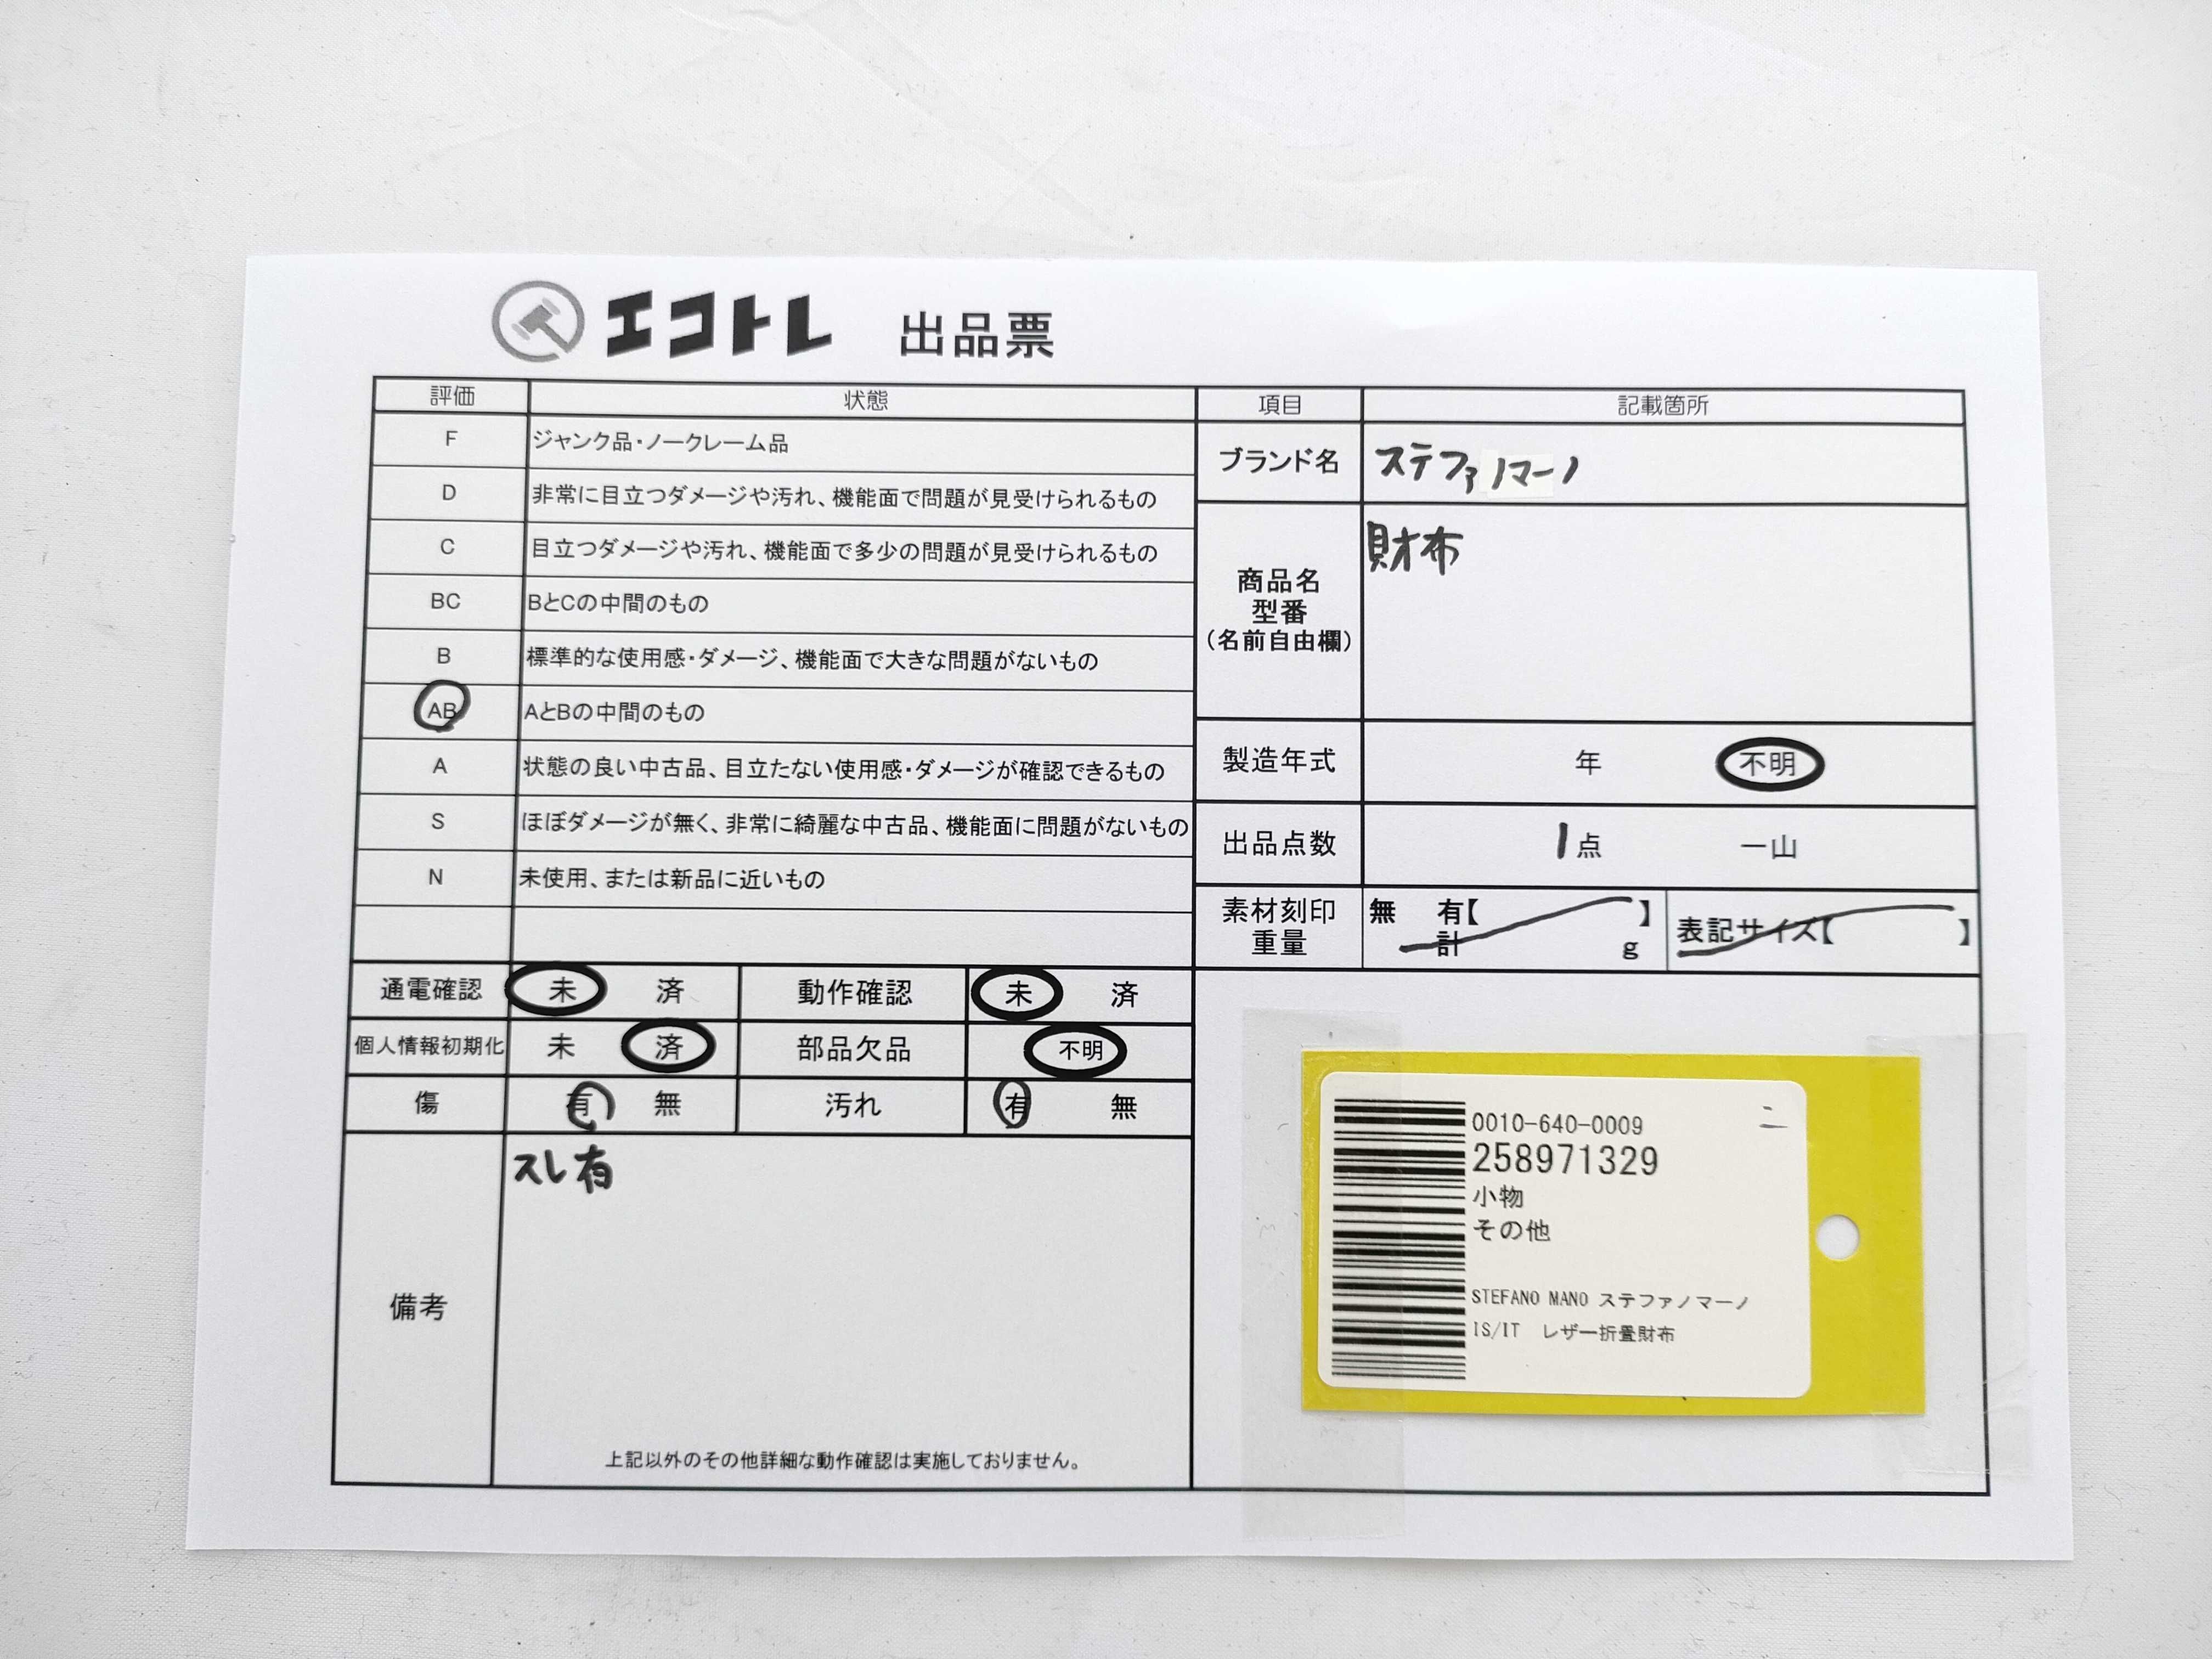 エコトレ 出品票
評価 状態
F ジャンク品・ノークレーム品
D 非常に目立つダメージや汚れ、機能面で問題が見受けられるもの
C 目立つダメージや汚れ、機能面で多少の問題が見受けられるもの
BC BとCの中間のもの
B 標準的な使用感・ダメージ、機能面で大きな問題がないもの
AB AとBの中間のもの
A 状態の良い中古品、目立たない使用感・ダメージが確認できるもの
S ほぼダメージが無く、非常に綺麗な中古品、機能面に問題がないもの
N 未使用、または新品に近いもの
項目 記載箇所
ブランド名 ステファノマーノ
商品名
型番
(名前自由欄)
財布
製造年式 年 不明
出品点数 1点 一山
素材刻印
重量
無 有【 】
計 g
表記サイズ【 】
通電確認 未 済 動作確認 未 済
個人情報初期化 未 済 部品欠品 不明
傷 有 無 汚れ 有 無
備考
スレ有
上記以外のその他詳細な動作確認は実施しておりません。
0010-640-0009 ニ
258971329
小物
その他
STEFANO MANO ステファノマーノ
IS/IT レザー折畳財布